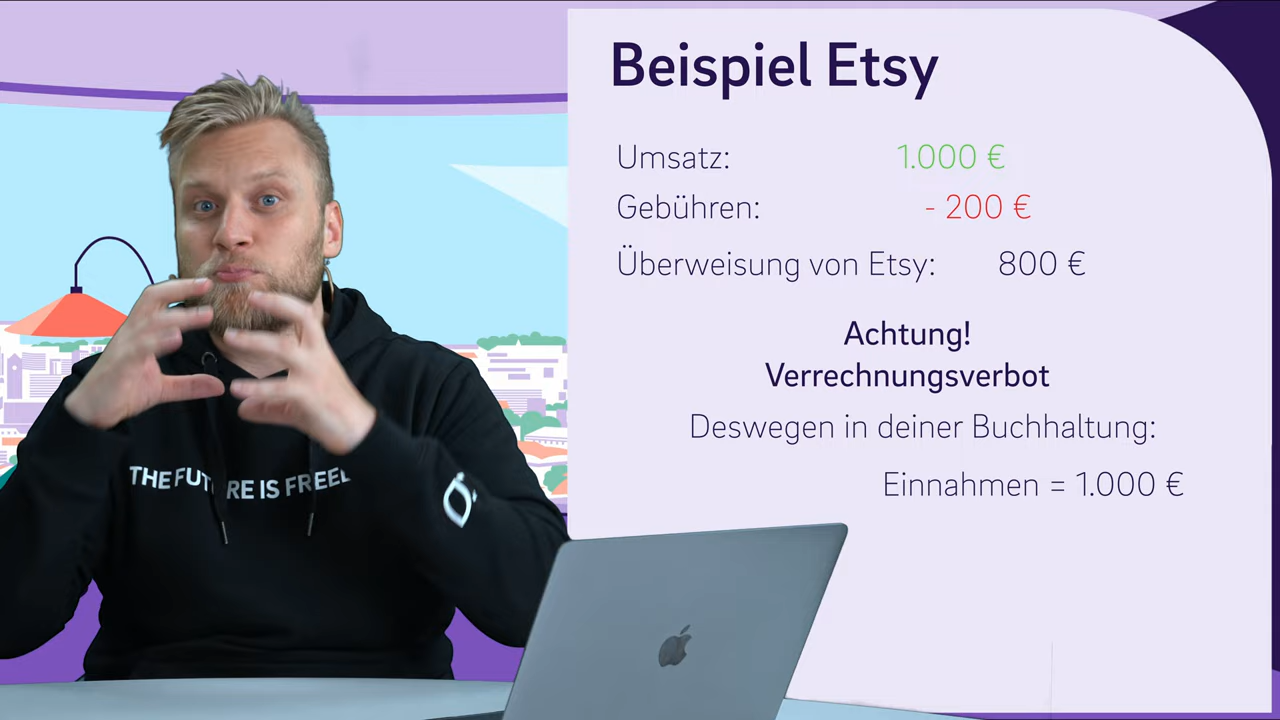 Beispiel Etsy
Umsatz: 1.000 €
Gebühren: - 200 €
Überweisung von Etsy: 800 €
Achtung!
Verrechnungsverbot
Deswegen in deiner Buchhaltung:
Einnahmen = 1.000 €
THE FUTURE IS FREE